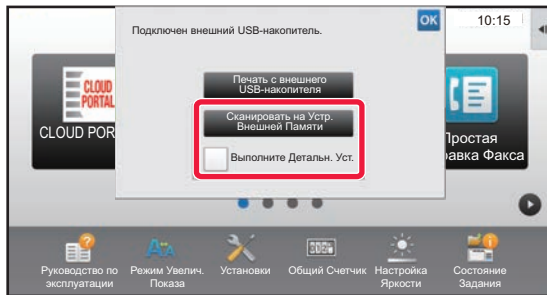 Подключен внешний USB-накопитель.
OK
10:15
Печать с внешнего
USB-накопителя
Сканировать на Устр.
Внешней Памяти
Выполните Детальн. Уст.
CLOUD
PORTAL
CLOUD POR
Простая
равка Факса
Руководство по
эксплуатации
Режим Увелич.
Показа
Установки
Общий Счетчик
Настройка
Яркости
Состояние
Задания